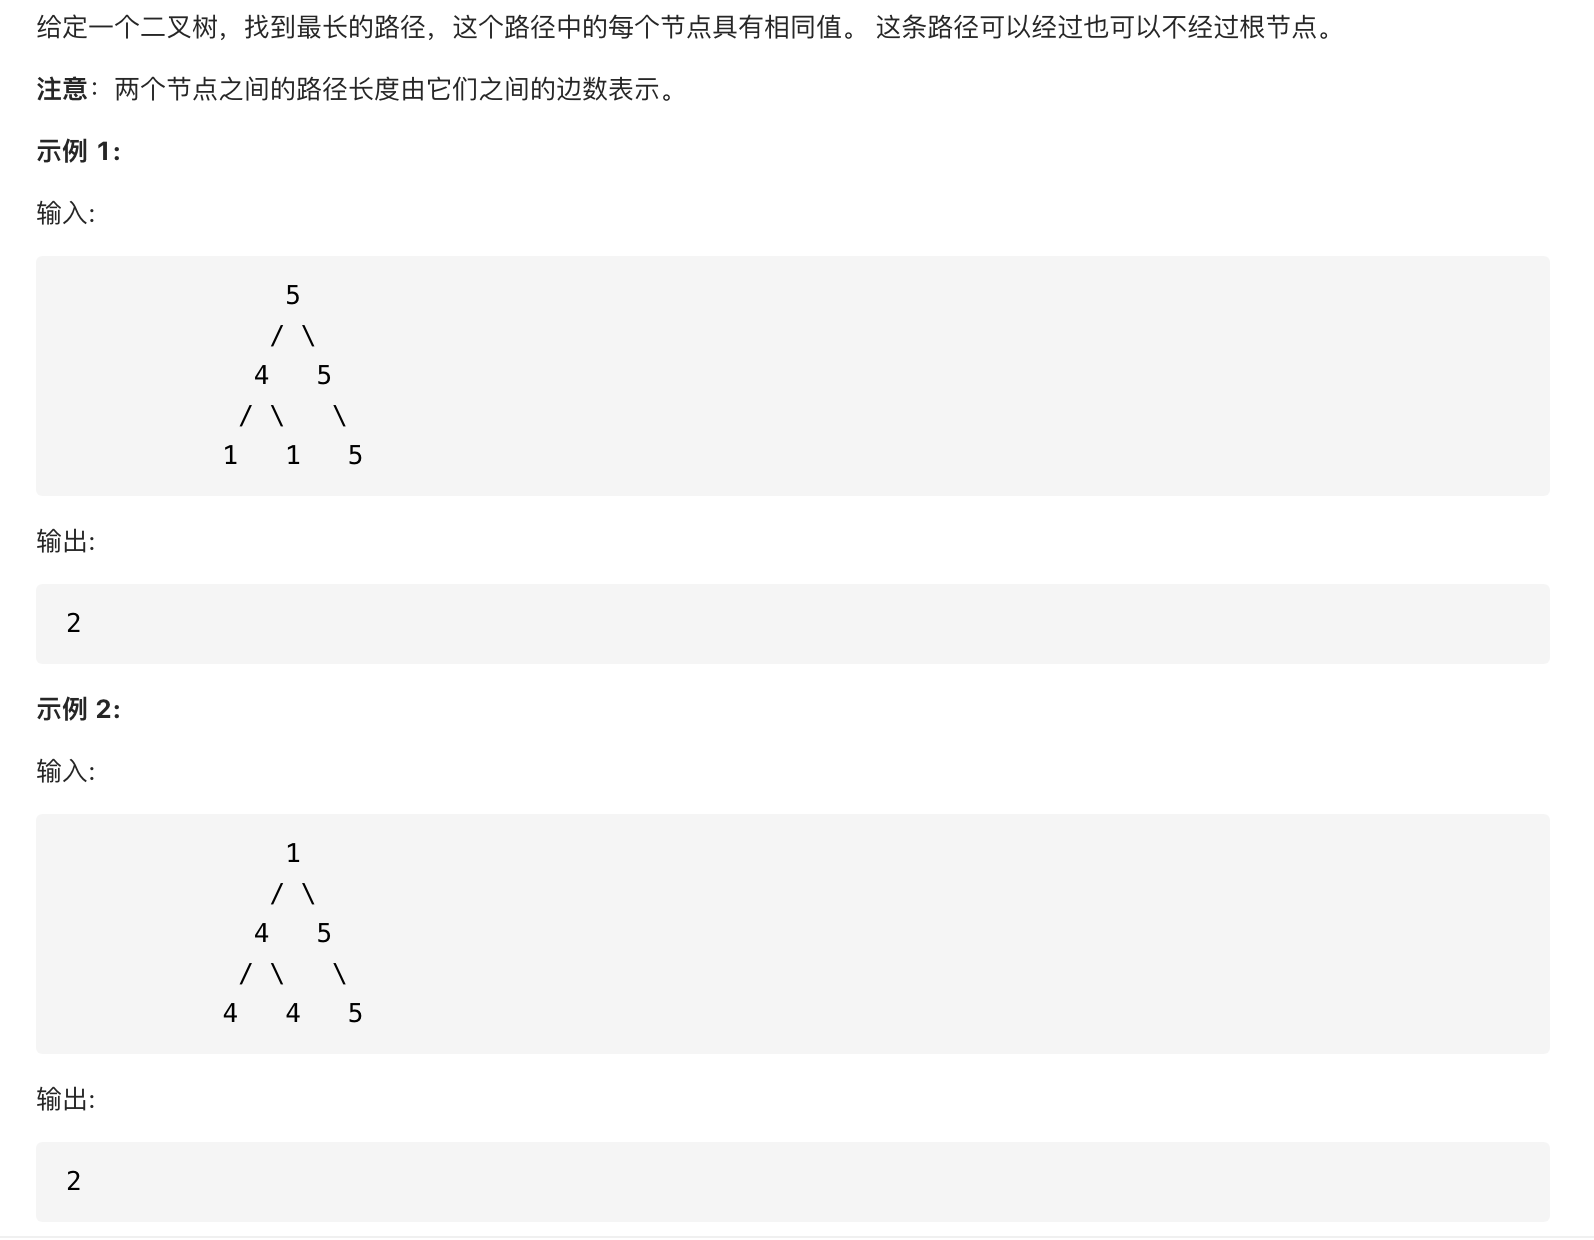 给定一个二叉树，找到最长的路径，这个路径中的每个节点具有相同值。 这条路径可以经过也可以不经过根节点。
注意：两个节点之间的路径长度由它们之间的边数表示。
示例 1:
输入:
5
/ \
4   5
/ \   \
1   1   5
输出:
2
示例 2:
输入:
1
/ \
4   5
/ \   \
4   4   5
输出:
2